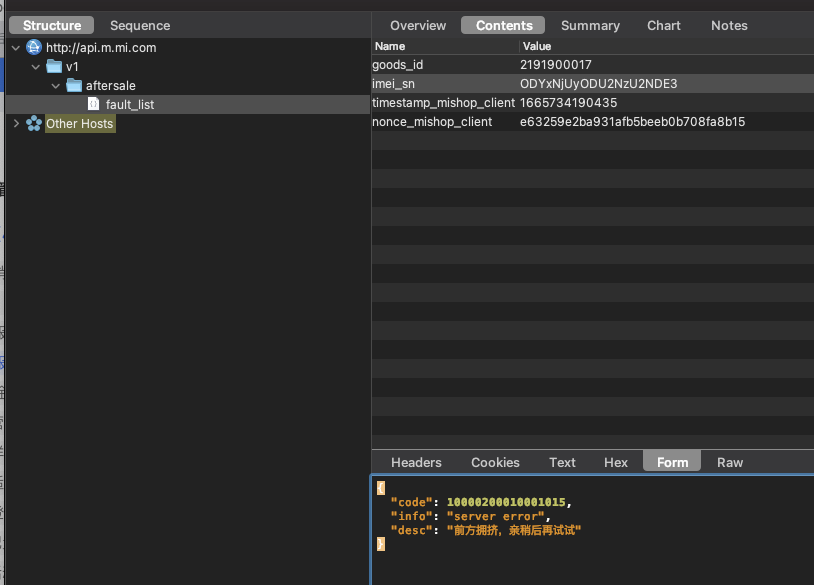 Structure Sequence
Overview Contents Summary Chart Notes
http://api.m.mi.com
v1
aftersale
fault_list
Other Hosts
Name Value
goods_id 2191900017
imei_sn ODYxNjUyODU2NzU2NDE3
timestamp_mishop_client 1665734190435
nonce_mishop_client e63259e2ba931afb5beeb0b708fa8b15
Headers Cookies Text Hex Form Raw
{
"code": 10000200010001015,
"info": "server error",
"desc": "前方拥挤，亲稍后再试试"
}